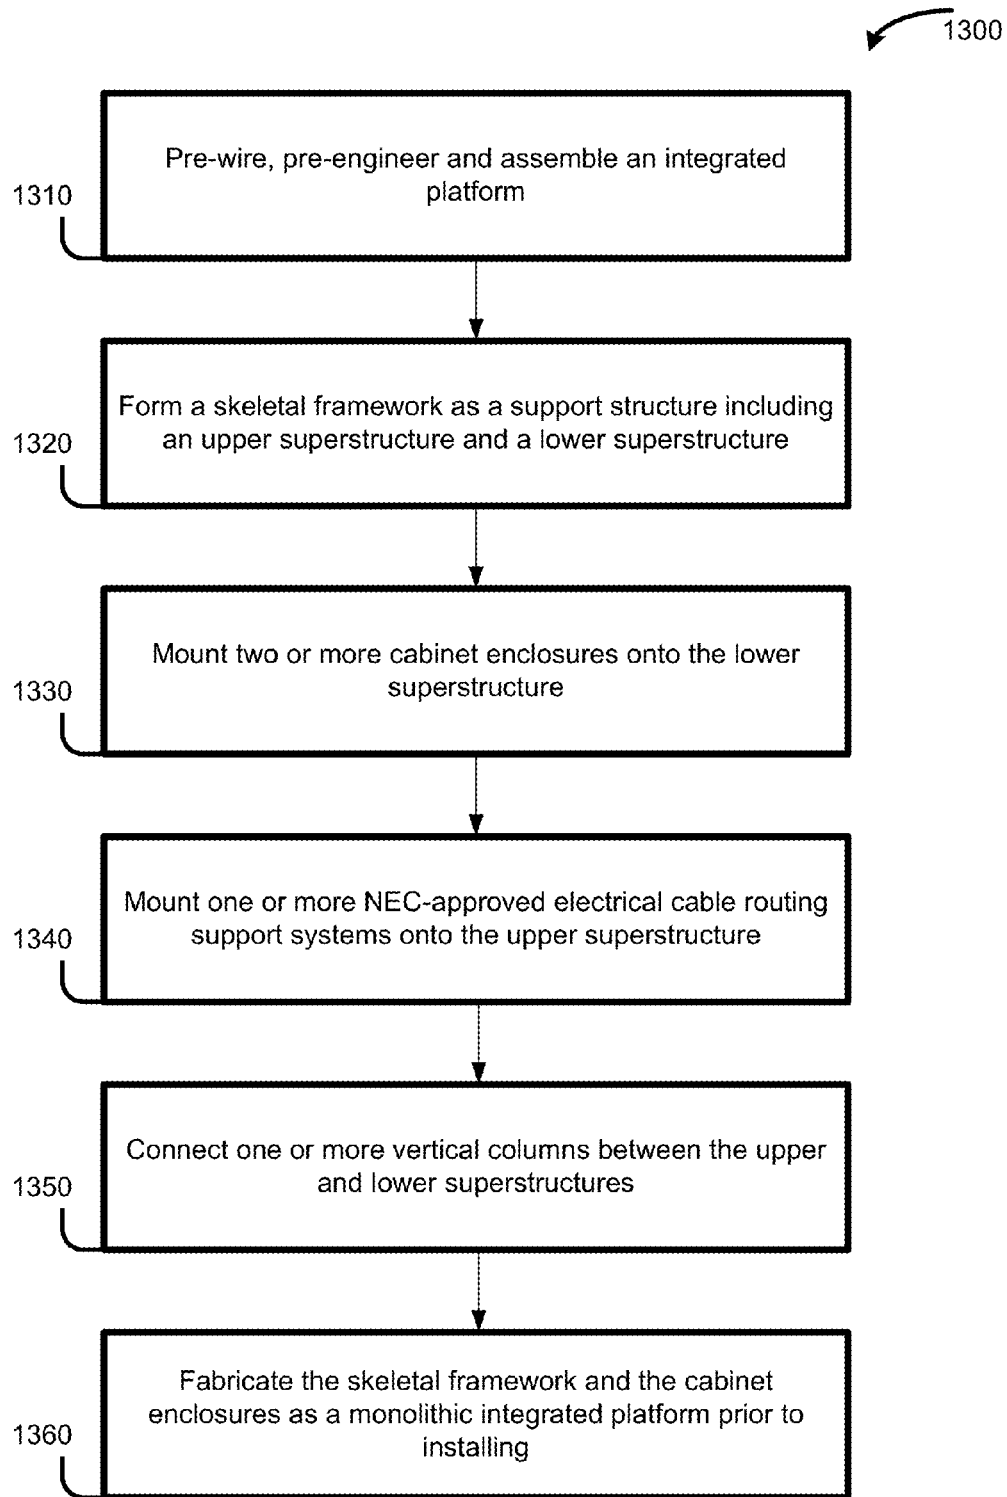 1300
Pre-wire, pre-engineer and assemble an integrated
platform
1310
Form a skeletal framework as a support structure including
an upper superstructure and a lower superstructure
1320
Mount two or more cabinet enclosures onto the lower
superstructure
1330
Mount one or more NEC-approved electrical cable routing
support systems onto the upper superstructure
1340
Connect one or more vertical columns between the upper
and lower superstructures
1350
Fabricate the skeletal framework and the cabinet
enclosures as a monolithic integrated platform prior to
installing
1360